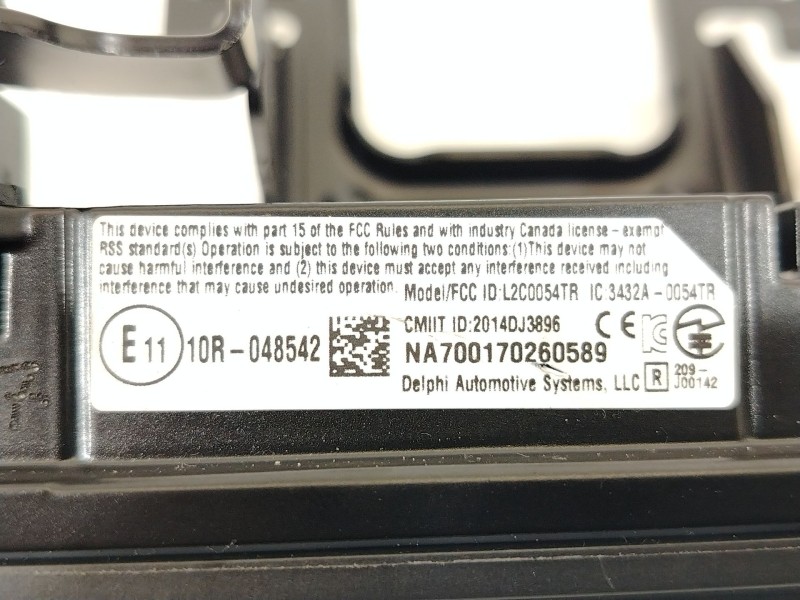 This device complies with part 15 of the FCC Rules and with industry Canada license - exempt
RSS standard(s) Operation is subject to the following two conditions:(1)This device may not
cause harmful interference and (2) this device must accept any interference received including
interference that may cause undesired operation.
Model/FCC ID:L2C0054TR IC:3432A-0054TR
E11 10R-048542
CMIIT ID:2014DJ3896
CE
NA700170260589
Delphi Automotive Systems, LLC
R
209-
J00142